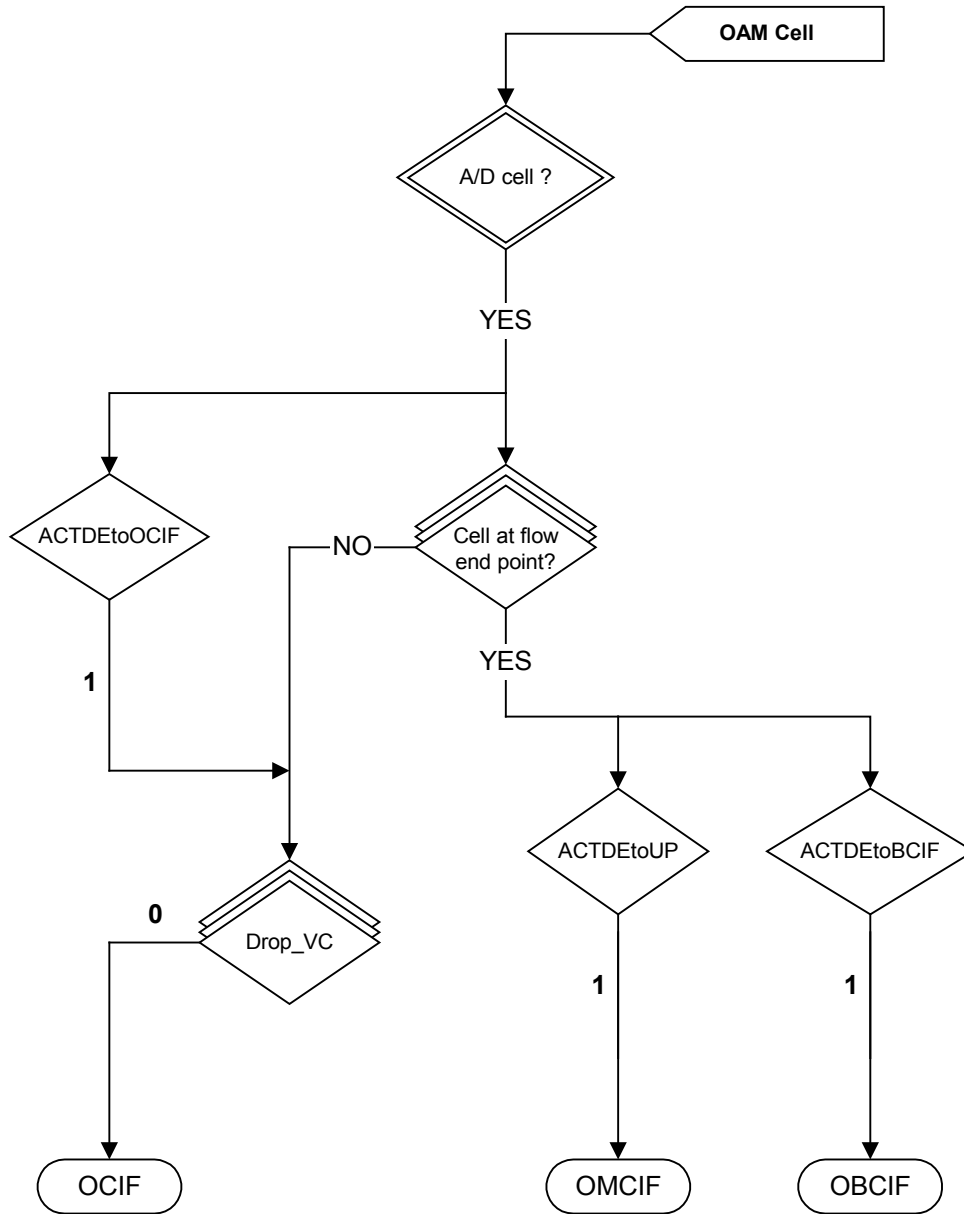 OAM Cell
A/D cell ?
YES
ACTDEtoOCIF
NO
Cell at flow
end point?
YES
1
ACTDEtoUP
ACTDEtoBCIF
0
Drop_VC
1
1
OCIF
OMCIF
OBCIF